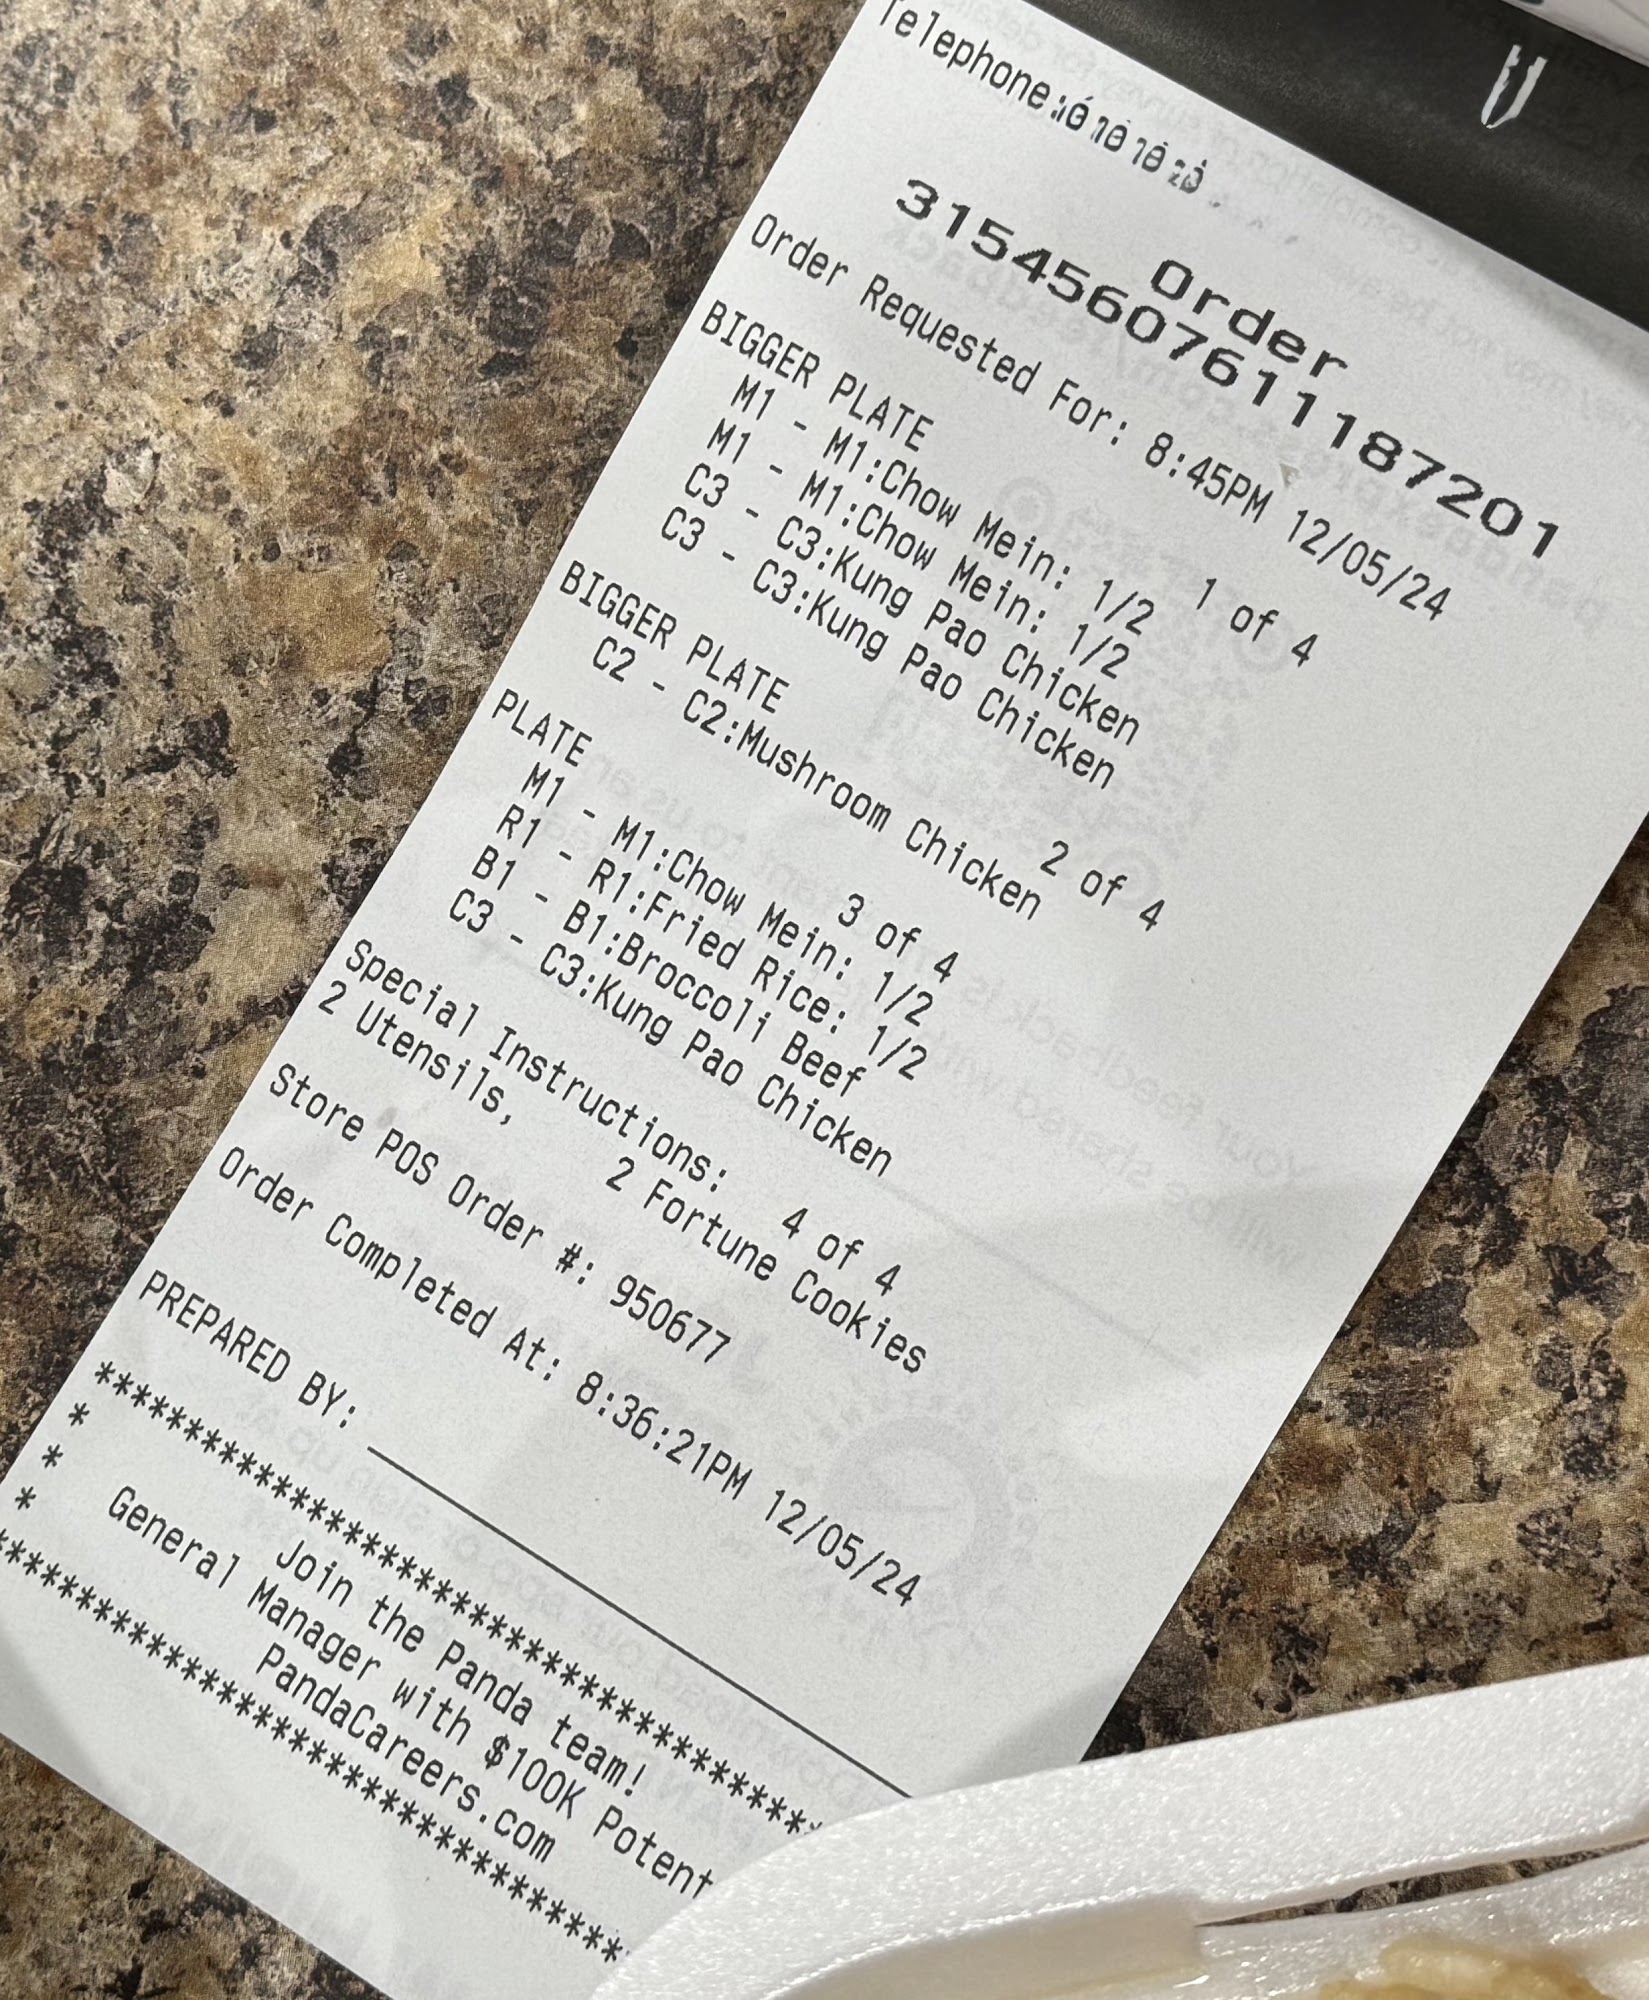 Telephone:
Order
31545607611187201
Order Requested For: 8:45PM 12/05/24
BIGGER PLATE 1 of 4
M1 - M1:Chow Mein: 1/2
M1 - M1:Chow Mein: 1/2
C3 - C3:Kung Pao Chicken
C3 - C3:Kung Pao Chicken
BIGGER PLATE 2 of 4
C2 - C2:Mushroom Chicken
PLATE 3 of 4
M1 - M1:Chow Mein: 1/2
R1 - R1:Fried Rice: 1/2
B1 - B1:Broccoli Beef
C3 - C3:Kung Pao Chicken
Special Instructions: 4 of 4
2 Utensils, 2 Fortune Cookies
Store POS Order #: 950677
Order Completed At: 8:36:21PM 12/05/24
PREPARED BY: ____________________
****************************************
* Join the Panda team!
* General Manager with $100K Potent
* PandaCareers.com
****************************************